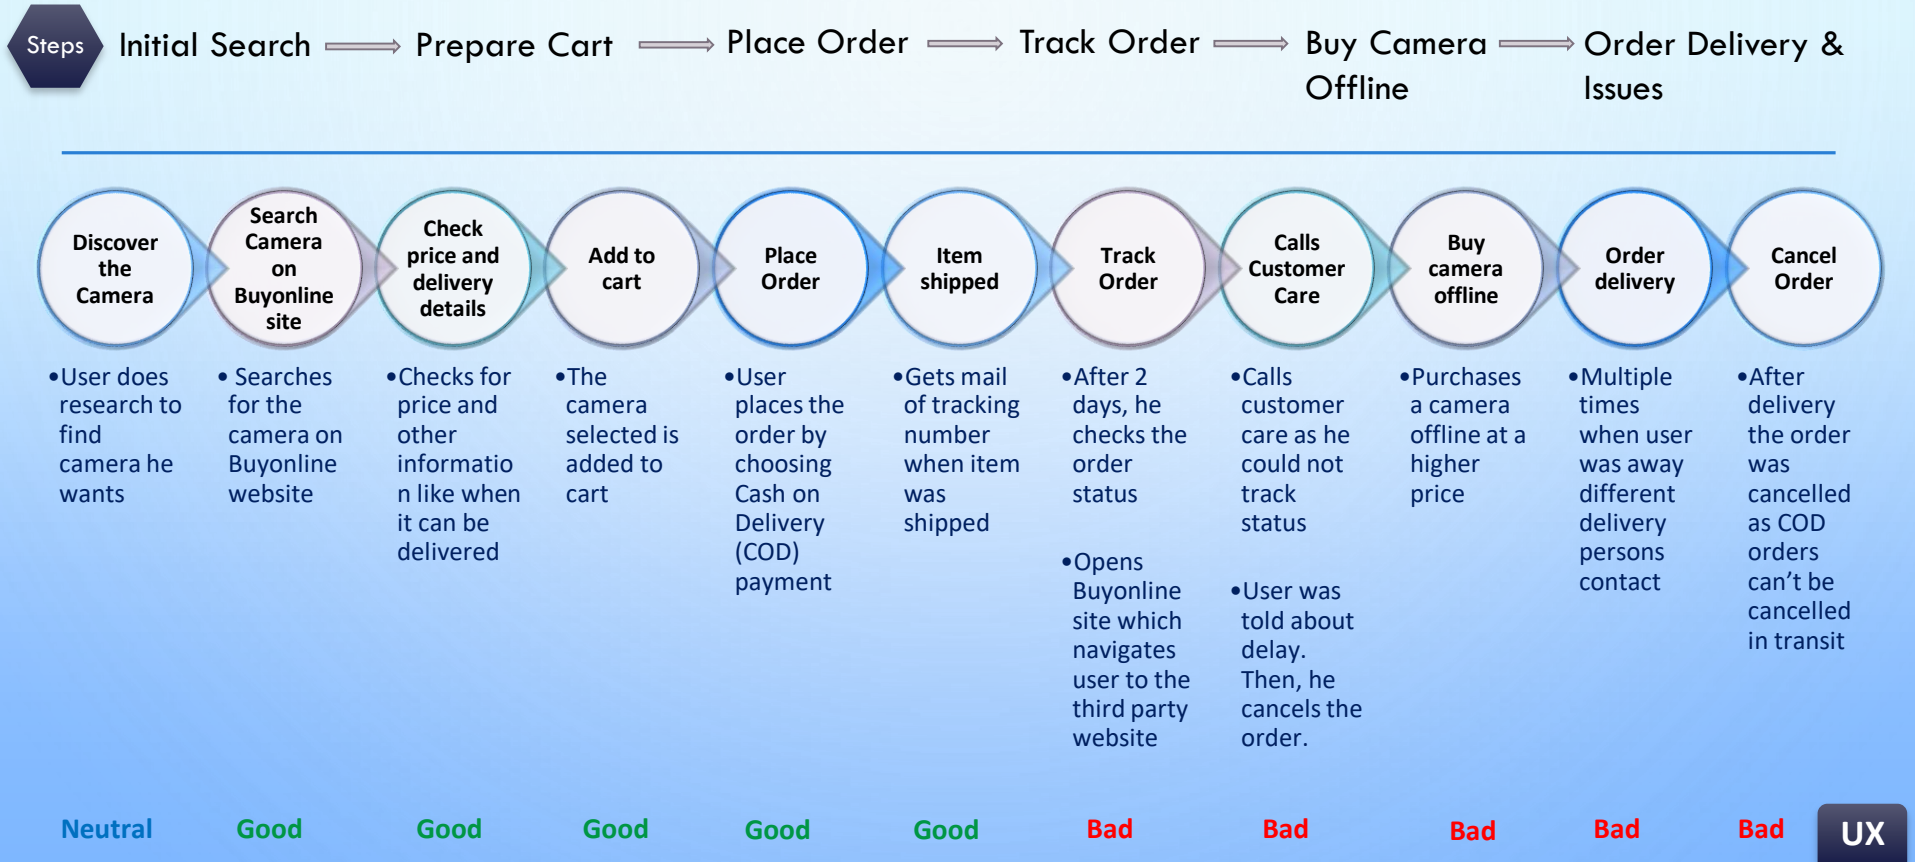 Steps
Initial Search
Prepare Cart
Place Order
Track Order
Buy Camera
Offline
Order Delivery &
Issues
Discover
the
Camera
Search
Camera
on
Buyonline
site
Check
price and
delivery
details
Add to
cart
Place
Order
Item
shipped
Track
Order
Calls
Customer
Care
Buy
camera
offline
Order
delivery
Cancel
Order
•User does
research to
find
camera he
wants
• Searches
for the
camera on
Buyonline
website
•Checks for
price and
other
informatio
n like when
it can be
delivered
•The
camera
selected is
added to
cart
•User
places the
order by
choosing
Cash on
Delivery
(COD)
payment
•Gets mail
of tracking
number
when item
was
shipped
•After 2
days, he
checks the
order
status
•Opens
Buyonline
site which
navigates
user to the
third party
website
•Calls
customer
care as he
could not
track
status
•User was
told about
delay.
Then, he
cancels the
order.
•Purchases
a camera
offline at a
higher
price
•Multiple
times
when user
was away
different
delivery
persons
contact
•After
delivery
the order
was
cancelled
as COD
orders
can’t be
cancelled
in transit
Neutral
Good
Good
Good
Good
Good
Bad
Bad
Bad
Bad
Bad
UX